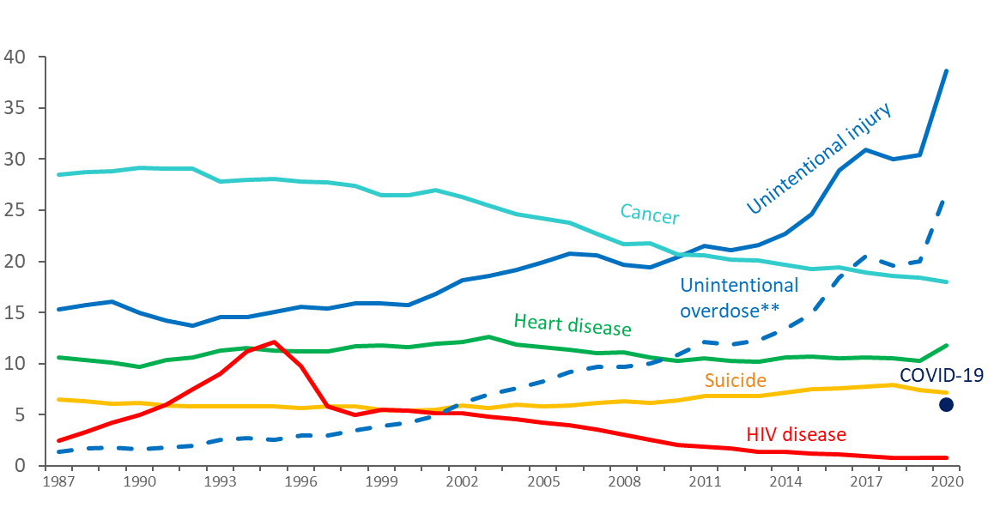 40
35
30
25
20
15
10
5
0
Unintentional injury
Cancer
Unintentional
overdose**
Heart disease
Suicide
COVID-19
HIV disease
1987 1990 1993 1996 1999 2002 2005 2008 2011 2014 2017 2020